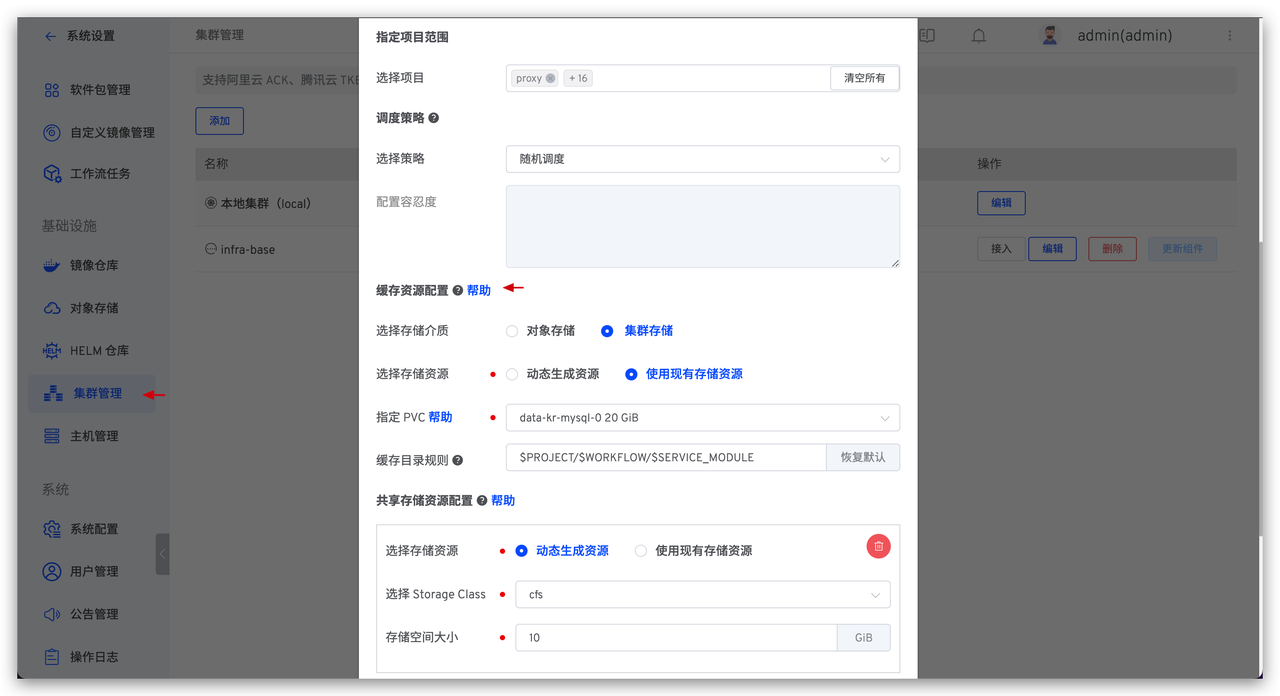 系统设置
集群管理
admin(admin)
软件包管理
自定义镜像管理
工作流任务
基础设施
镜像仓库
对象存储
HELM 仓库
集群管理
主机管理
系统
系统配置
用户管理
公告管理
操作日志
支持阿里云 ACK、腾讯云 TKE
添加
名称
操作
本地集群（local）
编辑
infra-base
接入
编辑
删除
更新组件
指定项目范围
选择项目
proxy
+ 16
清空所有
调度策略
选择策略
随机调度
配置容忍度
缓存资源配置 帮助
选择存储介质
对象存储
集群存储
选择存储资源
动态生成资源
使用现有存储资源
指定 PVC 帮助
data-kr-mysql-0 20 GiB
缓存目录规则
$PROJECT/$WORKFLOW/$SERVICE_MODULE
恢复默认
共享存储资源配置 帮助
选择存储资源
动态生成资源
使用现有存储资源
选择 Storage Class
cfs
存储空间大小
10
GiB